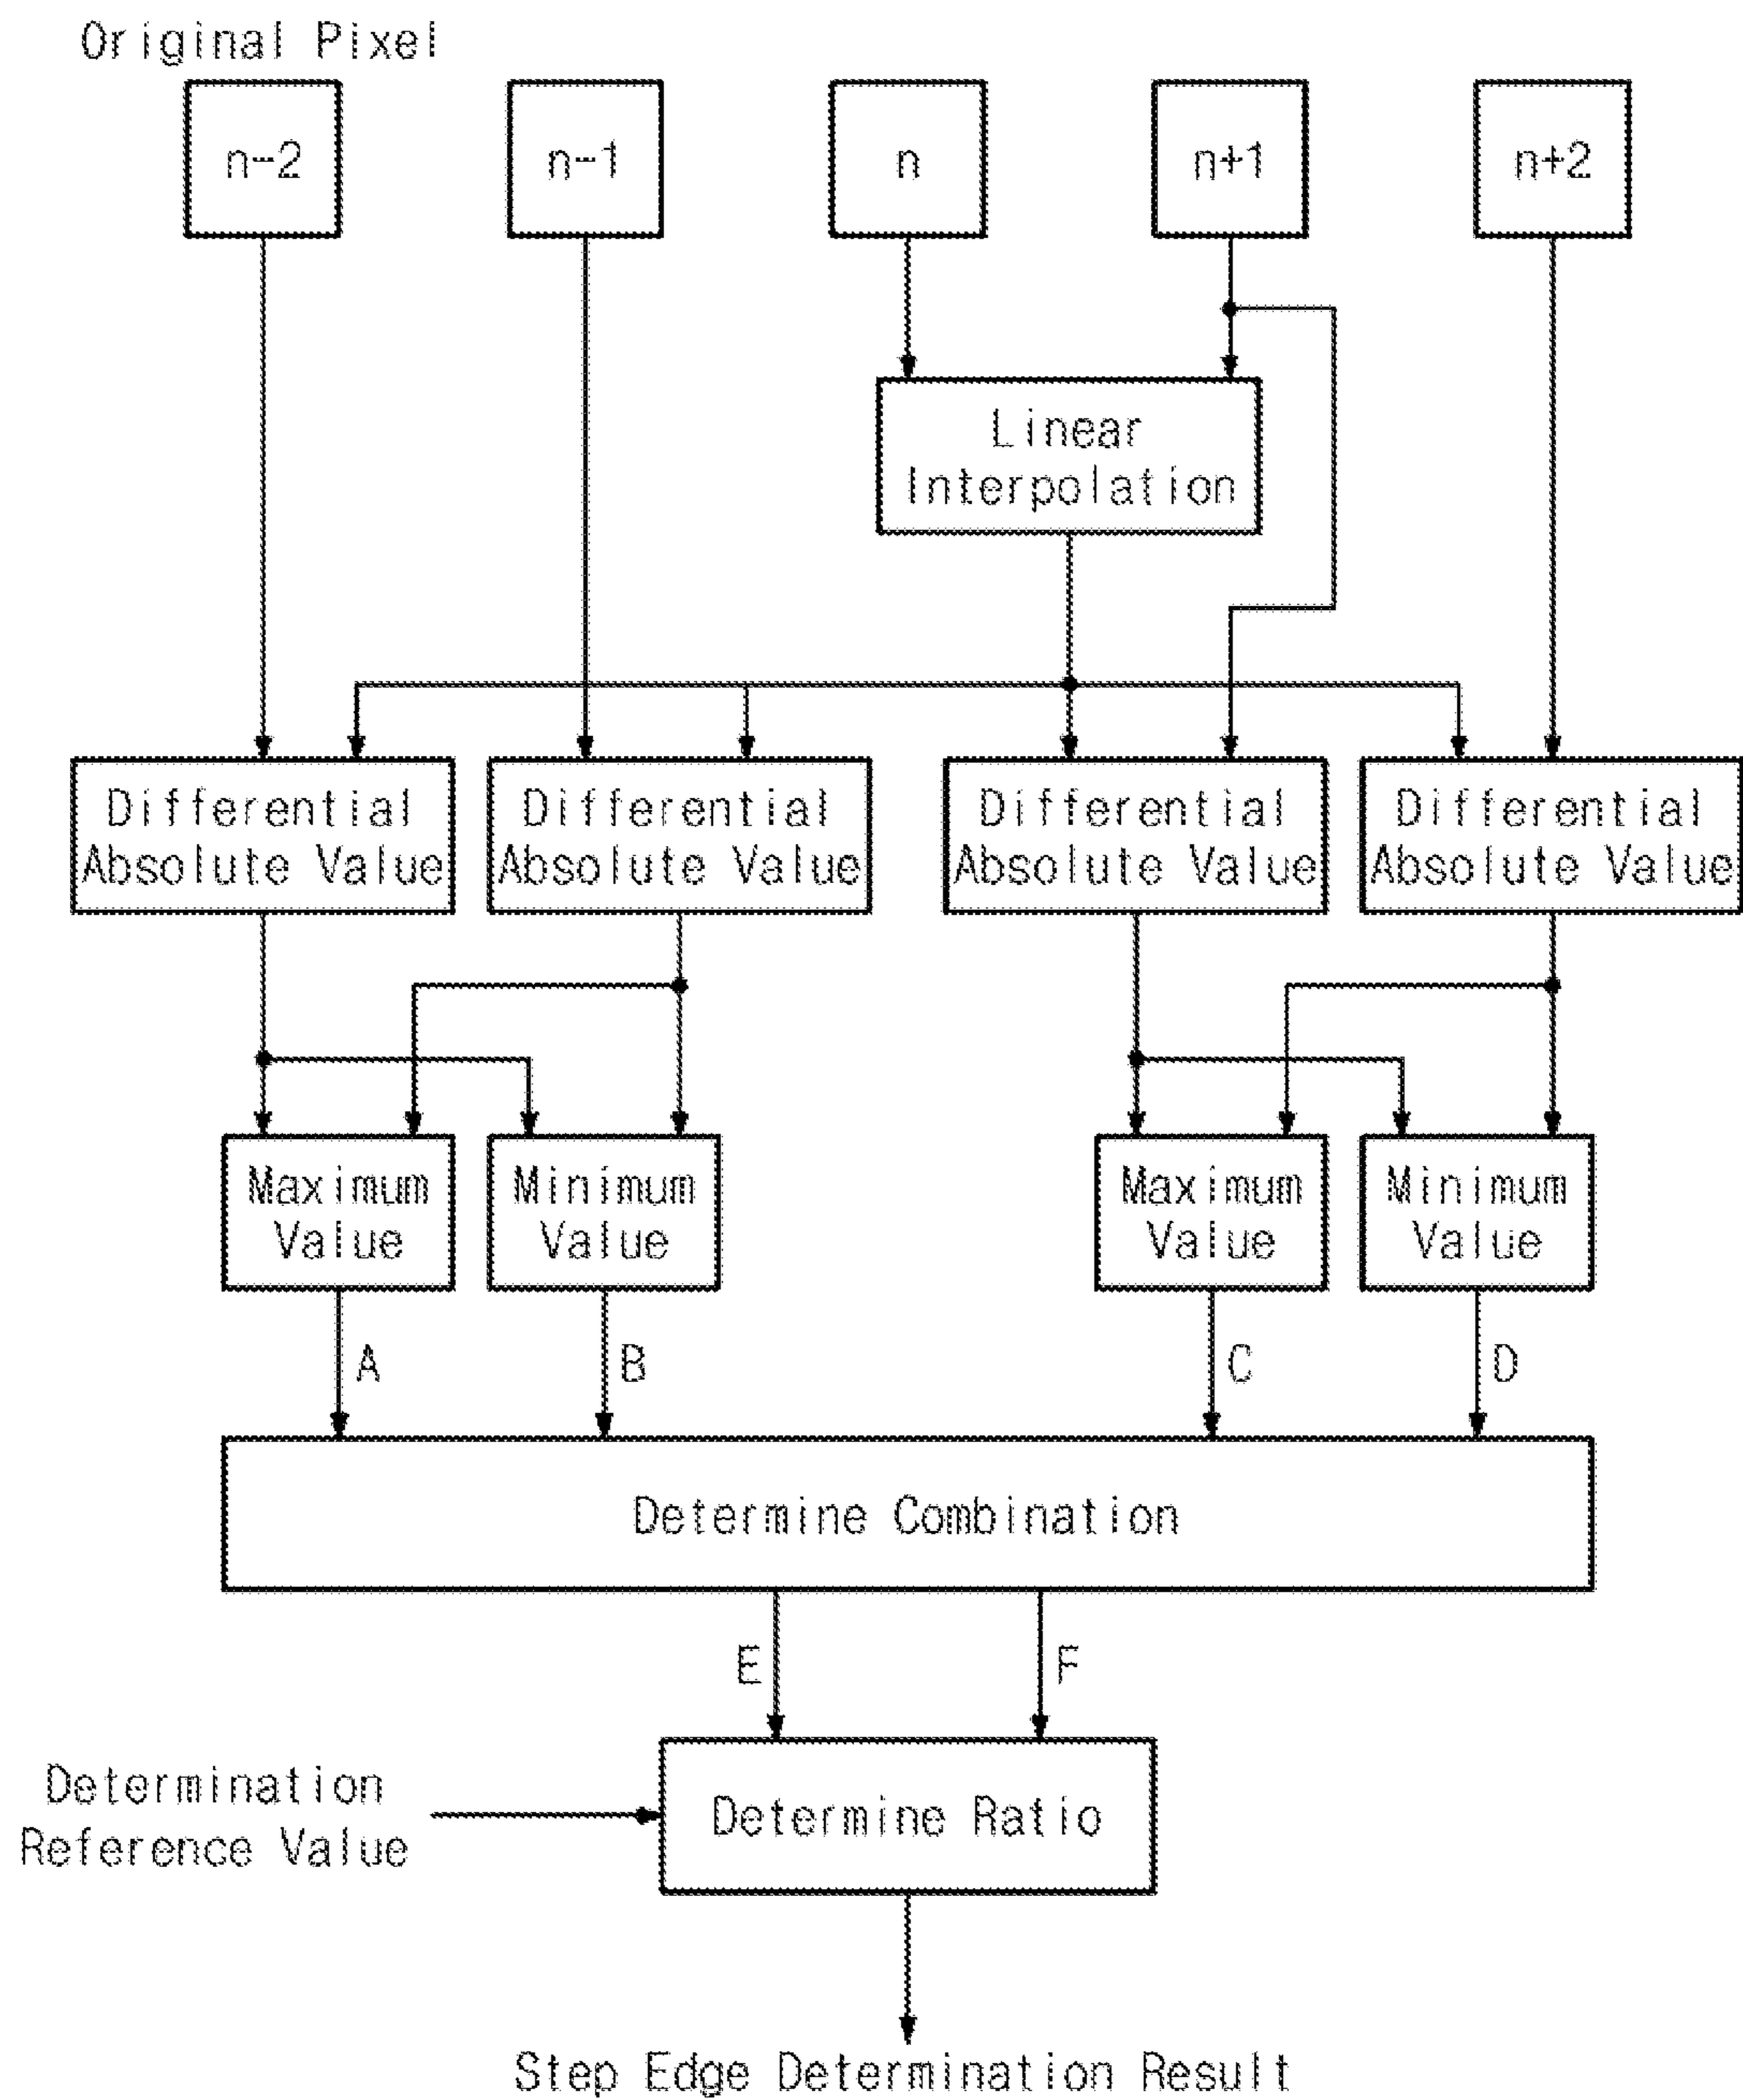 Original Pixel
n-2
n-1
n
n+1
n+2
Linear
Interpolation
Differential
Absolute Value
Differential
Absolute Value
Differential
Absolute Value
Differential
Absolute Value
Maximum
Value
Minimum
Value
Maximum
Value
Minimum
Value
A
B
C
D
Determine Combination
E
F
Determination
Reference Value
Determine Ratio
Step Edge Determination Result